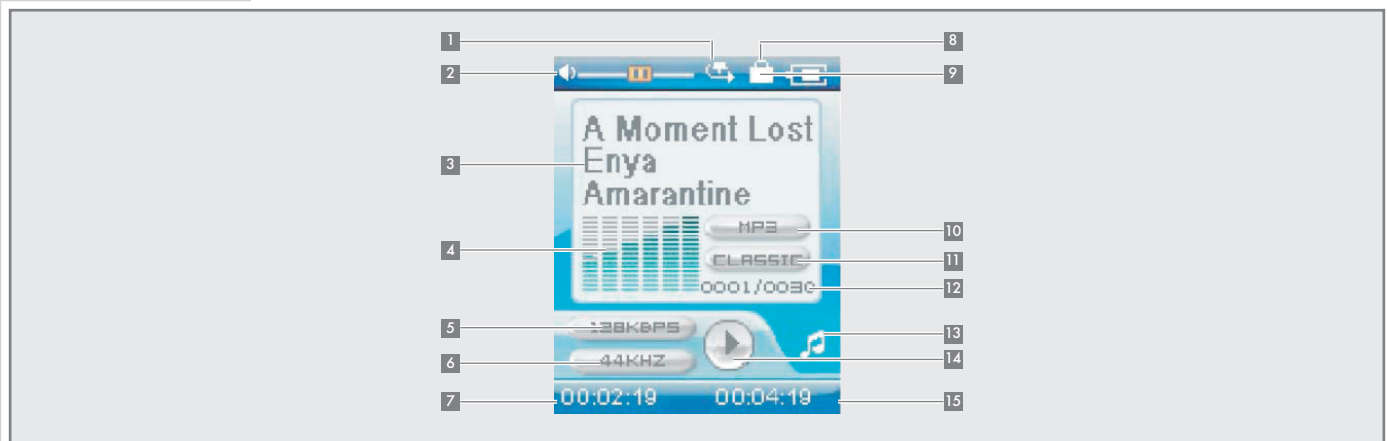 1
8
2
9
A Moment Lost
3
Enya
Amarantine
MP3
10
4
CLASSIC
11
0001/0030
12
5
128KBPS
13
6
44KHZ
14
7
00:02:19
00:04:19
15